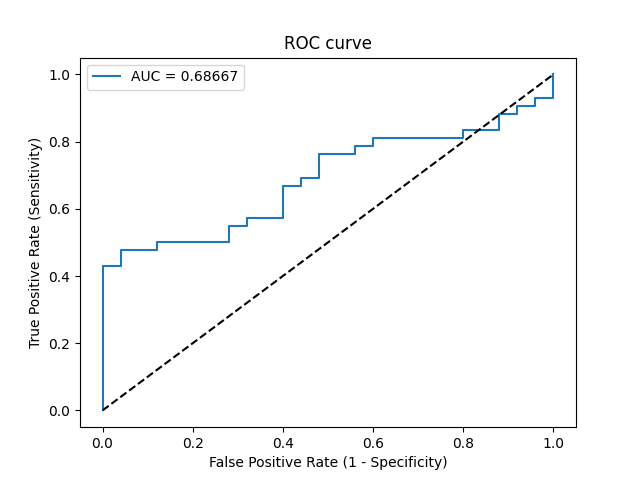 ROC curve
AUC = 0.68667
True Positive Rate (Sensitivity)
1.0
0.8
0.6
0.4
0.2
0.0
0.0 0.2 0.4 0.6 0.8 1.0
False Positive Rate (1 - Specificity)